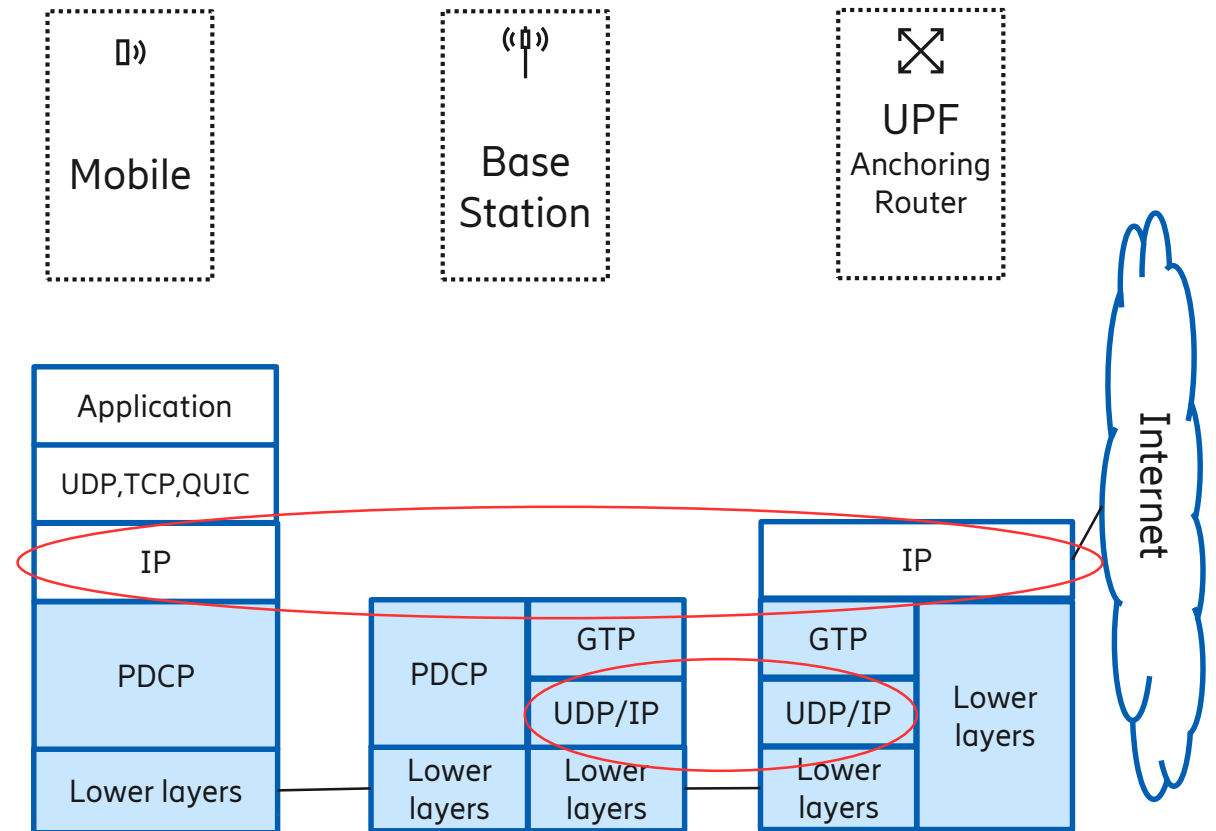 Mobile
Base
Station
UPF
Anchoring
Router
Internet
Application
UDP,TCP,QUIC
IP
IP
PDCP
PDCP
GTP
GTP
UDP/IP
UDP/IP
Lower
layers
Lower layers
Lower
layers
Lower
layers
Lower
layers